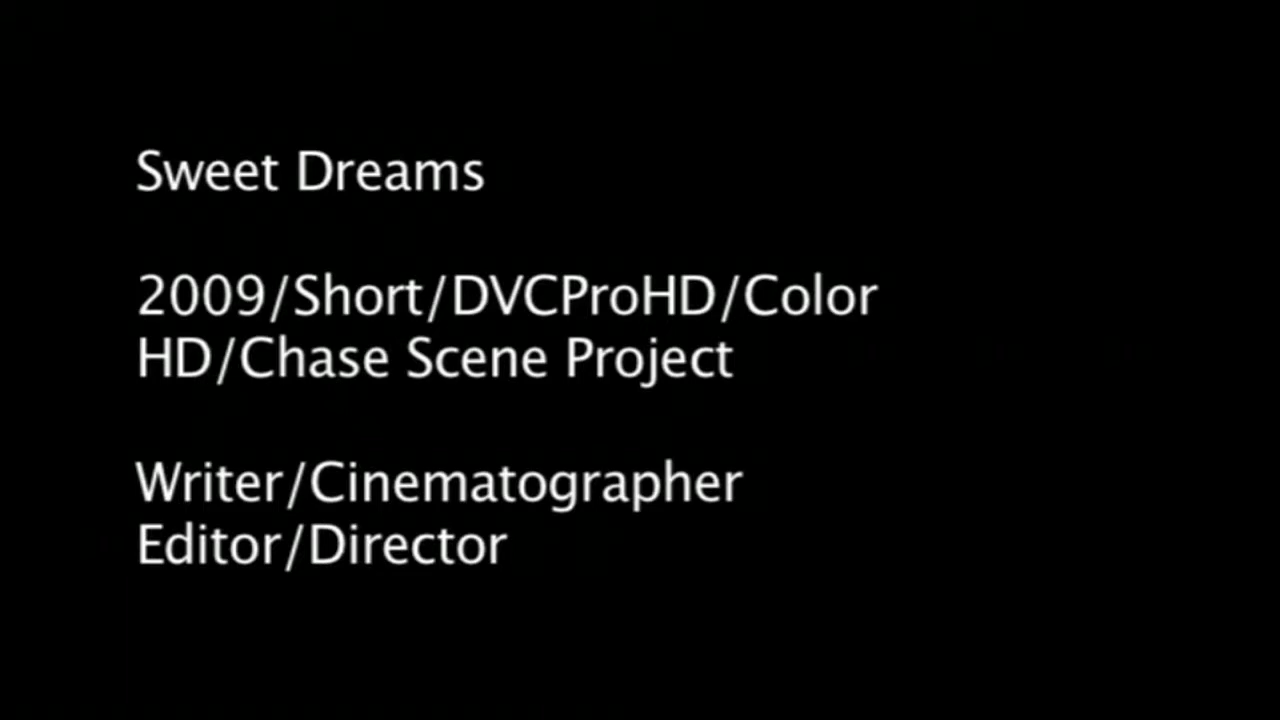 Sweet Dreams
2009/Short/DVCProHD/Color
HD/Chase Scene Project
Writer/Cinematographer
Editor/Director